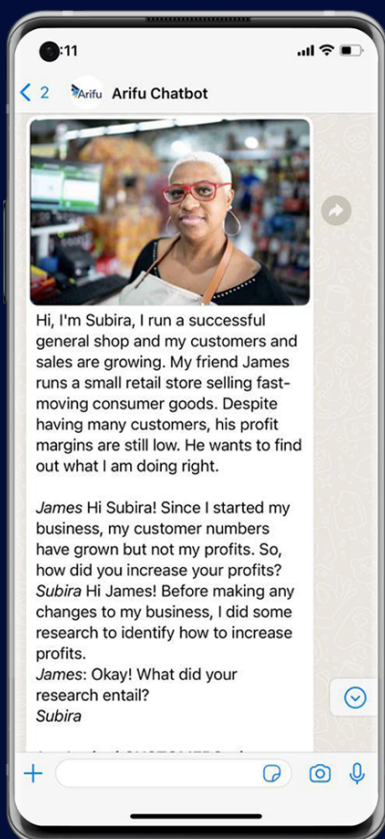 :11
2 Arifu Arifu Chatbot
Hi, I'm Subira, I run a successful
general shop and my customers and
sales are growing. My friend James
runs a small retail store selling fast-
moving consumer goods. Despite
having many customers, his profit
margins are still low. He wants to find
out what I am doing right.
James Hi Subira! Since I started my
business, my customer numbers
have grown but not my profits. So,
how did you increase your profits?
Subira Hi James! Before making any
changes to my business, I did some
research to identify how to increase
profits.
James: Okay! What did your
research entail?
Subira